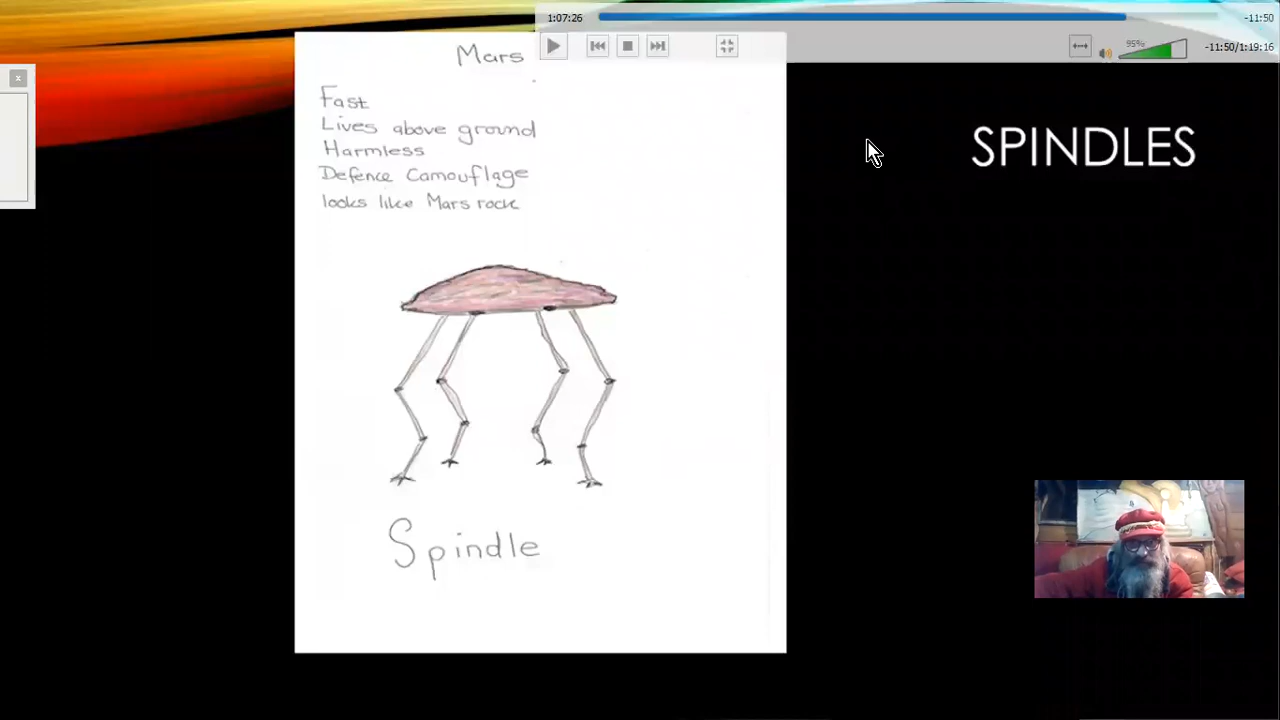 1:07:26
-11:50
95%
-11:50/1:19:16
x
Mars
Fast
Lives above ground
Harmless
Defence Camouflage
looks like Mars rock
SPINDLES
Spindle